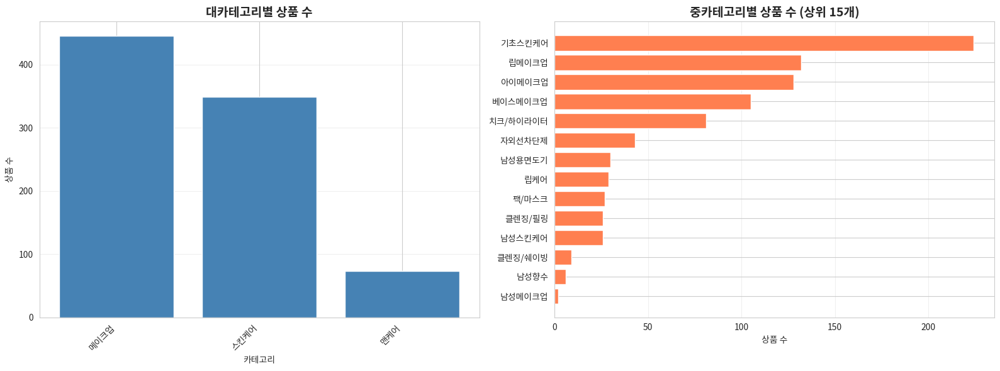 대카테고리별 상품 수
400
300
200
100
0
상품 수
메이크업
스킨케어
맨케어
카테고리
중카테고리별 상품 수 (상위 15개)
기초스킨케어
립메이크업
아이메이크업
베이스메이크업
치크/하이라이터
자외선차단제
남성용면도기
립케어
팩/마스크
클렌징/필링
남성스킨케어
클렌징/쉐이빙
남성향수
남성메이크업
0
50
100
150
200
상품 수